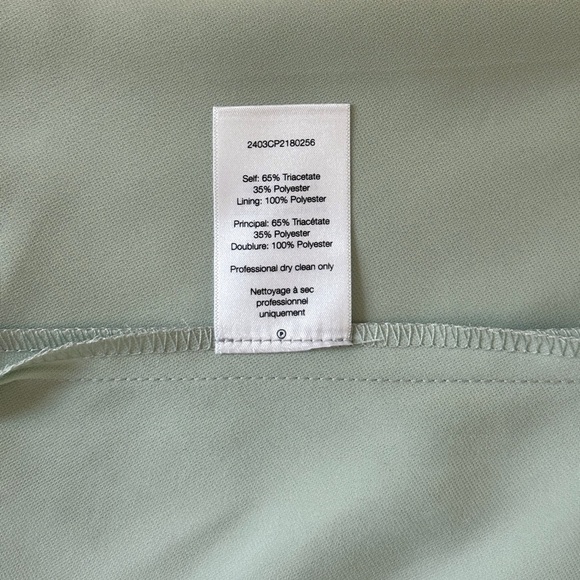 2403CP2180256
Self: 65% Triacetate
35% Polyester
Lining: 100% Polyester
Principal: 65% Triacétate
35% Polyester
Doublure: 100% Polyester
Professional dry clean only
Nettoyage à sec
professionnel
uniquement
P